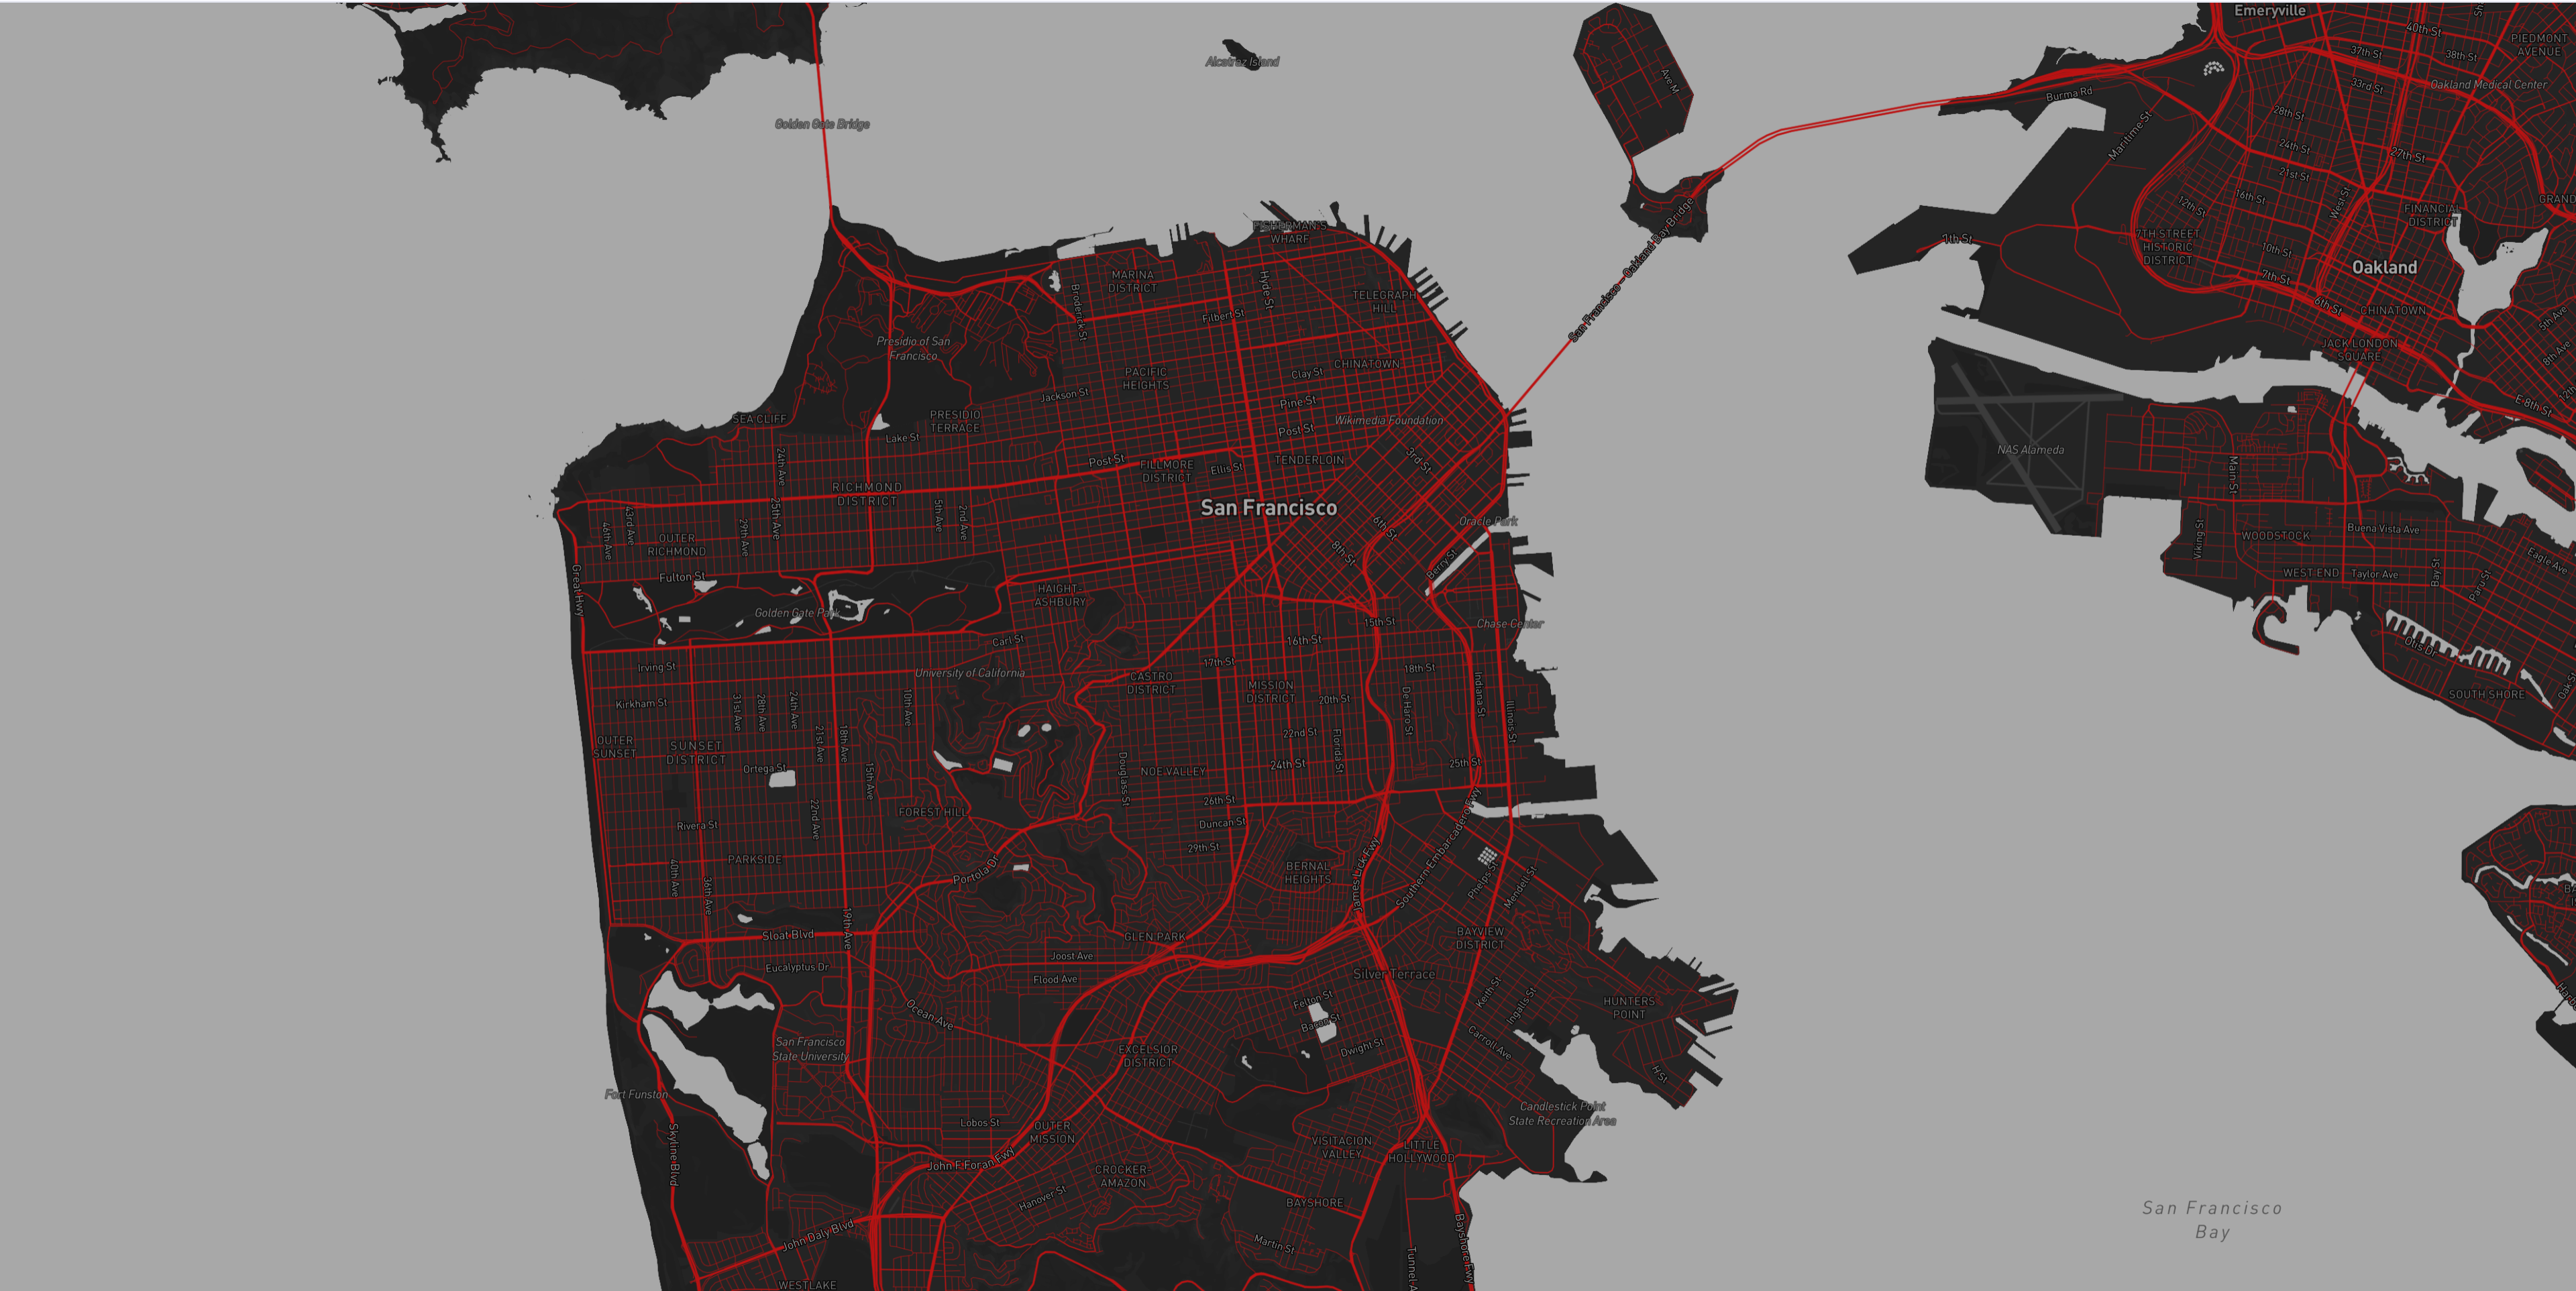 Emeryville
40th St
PIEDMONT
AVENUE
37th St
38th St
Alcatraz Island
Ave M
Oakland Medical Center
33rd St
Burma Rd
28th St
Golden Gate Bridge
Maritime St
24th St
27th St
21st St
16th St
West St
12th St
GRAND
FINANCIAL
DISTRICT
FISHERMAN'S
WHARF
7th St
7TH STREET
HISTORIC
DISTRICT
10th St
Oakland
7th St
6th St
CHINATOWN
5th Ave
San Francisco – Oakland Bay Bridge
MARINA
DISTRICT
Hyde St
Broderick St
TELEGRAPH
HILL
Filbert St
Presidio of San
Francisco
JACK LONDON
SQUARE
8th Ave
CHINATOWN
PACIFIC
HEIGHTS
Clay St
Jackson St
Pine St
E 8th St
SEA CLIFF
PRESIDIO
TERRACE
Wikimedia Foundation
Post St
Lake St
NAS Alameda
24th Ave
Post St
FILLMORE
DISTRICT
Ellis St
TENDERLOIN
3rd St
Main St
RICHMOND
DISTRICT
San Francisco
46th Ave
43rd Ave
29th Ave
25th Ave
5th Ave
2nd Ave
6th St
Oracle Park
Viking St
WOODSTOCK
Buena Vista Ave
OUTER
RICHMOND
8th St
Berry St
Eagle Ave
Great Hwy
Fulton St
WEST END
Taylor Ave
Bay St
Paru St
HAIGHT-
ASHBURY
Golden Gate Park
15th St
Chase Center
Carl St
16th St
Otis Dr
Irving St
17th St
18th St
University of California
CASTRO
DISTRICT
MISSION
DISTRICT
20th St
SOUTH SHORE
Oak St
Kirkham St
31st Ave
28th Ave
24th Ave
10th Ave
De Haro St
Indiana St
Illinois St
21st Ave
18th Ave
22nd St
Florida St
OUTER
SUNSET
SUNSET
DISTRICT
Ortega St
15th Ave
Douglass St
NOE VALLEY
24th St
25th St
22nd Ave
FOREST HILL
26th St
Rivera St
Duncan St
29th St
PARKSIDE
40th Ave
36th Ave
Portola Dr
BERNAL
HEIGHTS
James Lick Fwy
Southern Embarcadero Fwy
Phelps St
Mendell St
19th Ave
Sloat Blvd
GLEN PARK
BAYVIEW
DISTRICT
Joost Ave
Eucalyptus Dr
Flood Ave
Silver Terrace
Ocean Ave
Felton St
Keith St
Ingalls St
HUNTERS
POINT
Bacon St
San Francisco
State University
EXCELSIOR
DISTRICT
Dwight St
Carroll Ave
H St
Fort Funston
Candlestick Point
State Recreation Area
Lobos St
OUTER
MISSION
Skyline Blvd
VISITACION
VALLEY
LITTLE
HOLLYWOOD
John F Foran Fwy
CROCKER-
AMAZON
Hanover St
BAYSHORE
San Francisco
Bay
John Daly Blvd
Martin St
Bayshore Fwy
WESTLAKE